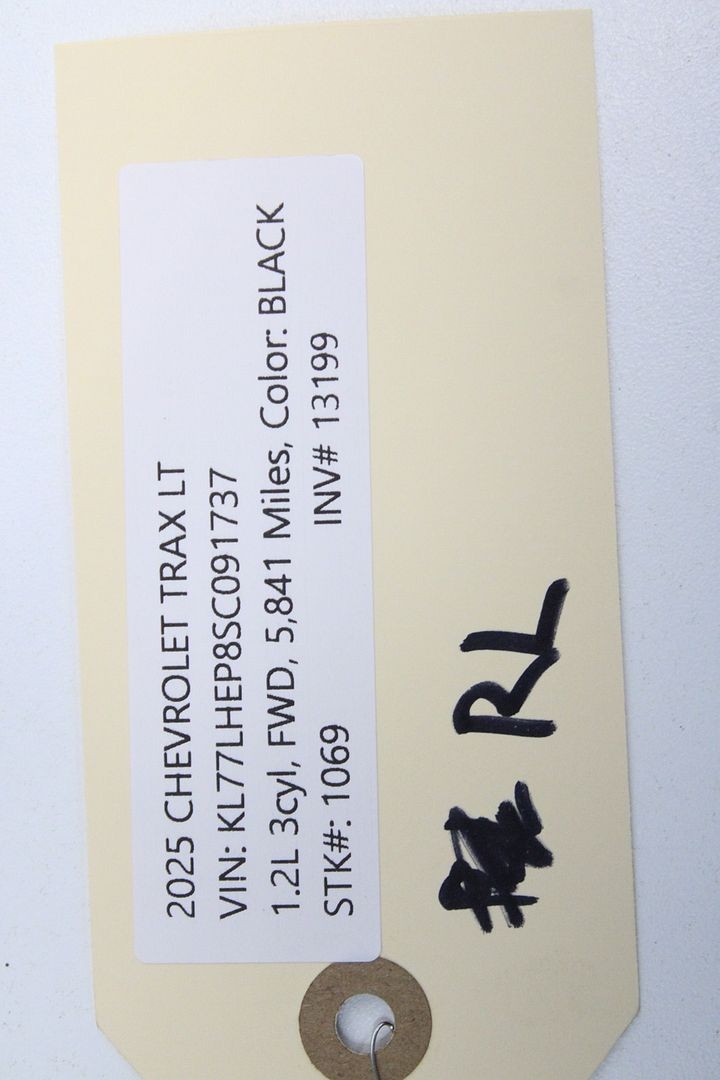 2025 CHEVROLET TRAX LT
VIN: KL77LHEP8SC091737
1.2L 3cyl, FWD, 5,841 Miles, Color: BLACK
STK#: 1069 INV# 13199
RL